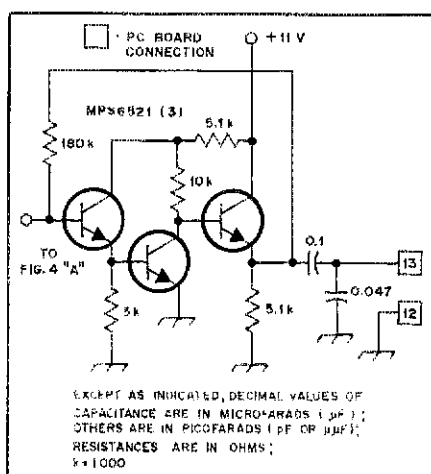 - PC BOARD
CONNECTION
+11 V
MPS6521 (3)
5.1k
180k
10k
TO
FIG. 4 "A"
3k
5.1k
0.1
13
0.047
12
EXCEPT AS INDICATED, DECIMAL VALUES OF
CAPACITANCE ARE IN MICROFARADS (µF);
OTHERS ARE IN PICOFARADS (pF OR µµF);
RESISTANCES ARE IN OHMS;
k=1000